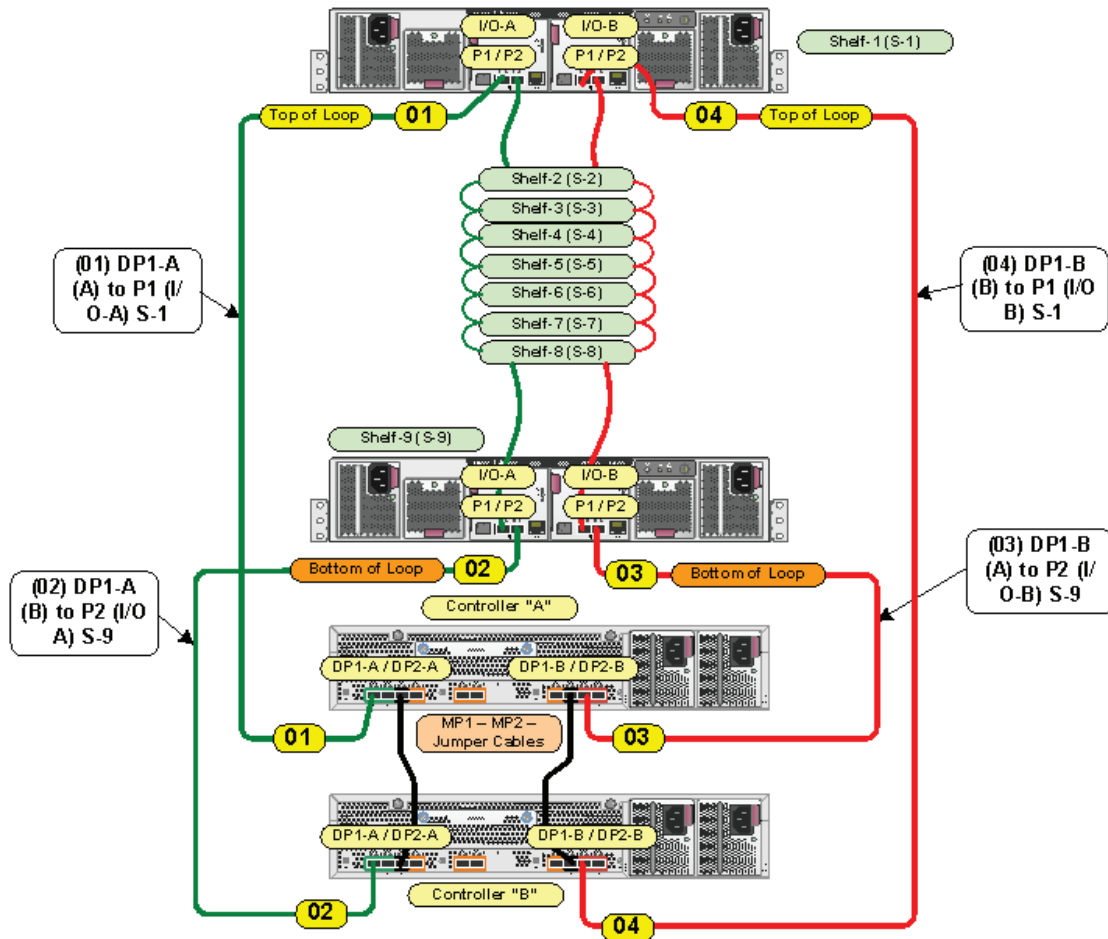 I/O-A
I/O-B
P1 / P2
P1 / P2
Shelf-1 (S-1)
Top of Loop
01
04
Top of Loop
Shelf-2 (S-2)
Shelf-3 (S-3)
Shelf-4 (S-4)
Shelf-5 (S-5)
Shelf-6 (S-6)
Shelf-7 (S-7)
Shelf-8 (S-8)
(01) DP1-A
(A) to P1 (I/
O-A) S-1
(04) DP1-B
(B) to P1 (I/O
B) S-1
Shelf-9 (S-9)
I/O-A
I/O-B
P1 / P2
P1 / P2
Bottom of Loop
02
03
Bottom of Loop
(02) DP1-A
(B) to P2 (I/O
A) S-9
(03) DP1-B
(A) to P2 (I/
O-B) S-9
Controller "A"
DP1-A / DP2-A
DP1-B / DP2-B
MP1 – MP2 –
Jumper Cables
01
03
DP1-A / DP2-A
DP1-B / DP2-B
Controller "B"
02
04